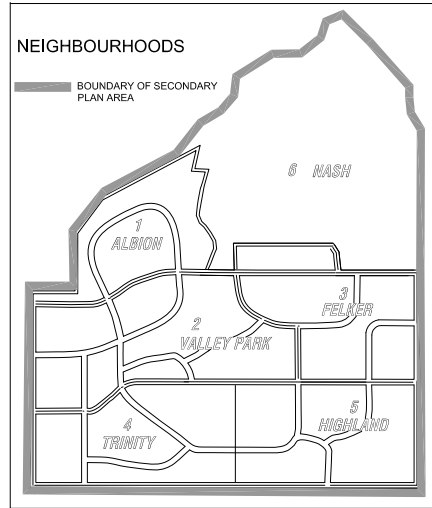 NEIGHBOURHOODS
BOUNDARY OF SECONDARY
PLAN AREA
6 NASH
1
ALBION
3
FELKER
2
VALLEY PARK
5
HIGHLAND
4
TRINITY